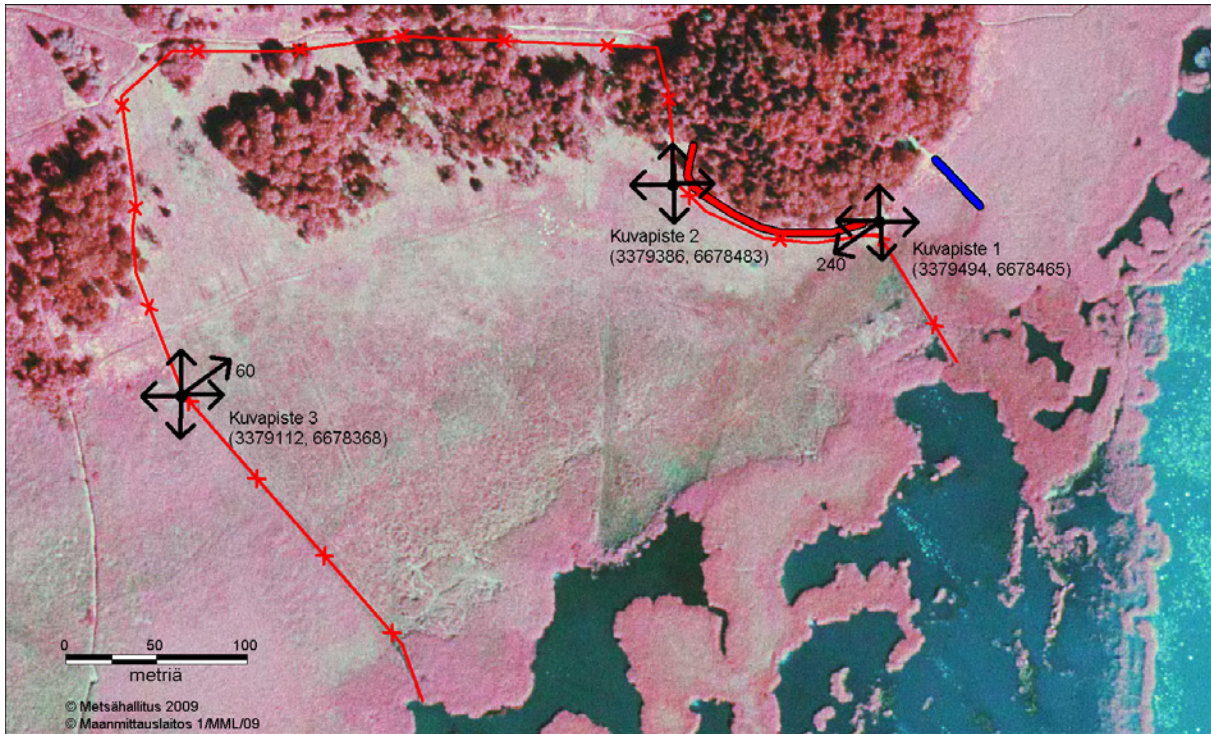 Kuvapiste 2
(3379386, 6678483)
Kuvapiste 1
(3379494, 6678465)
240
60
Kuvapiste 3
(3379112, 6678368)
0 50 100
metriä
© Metsähallitus 2009
© Maanmittauslaitos 1/MML/09